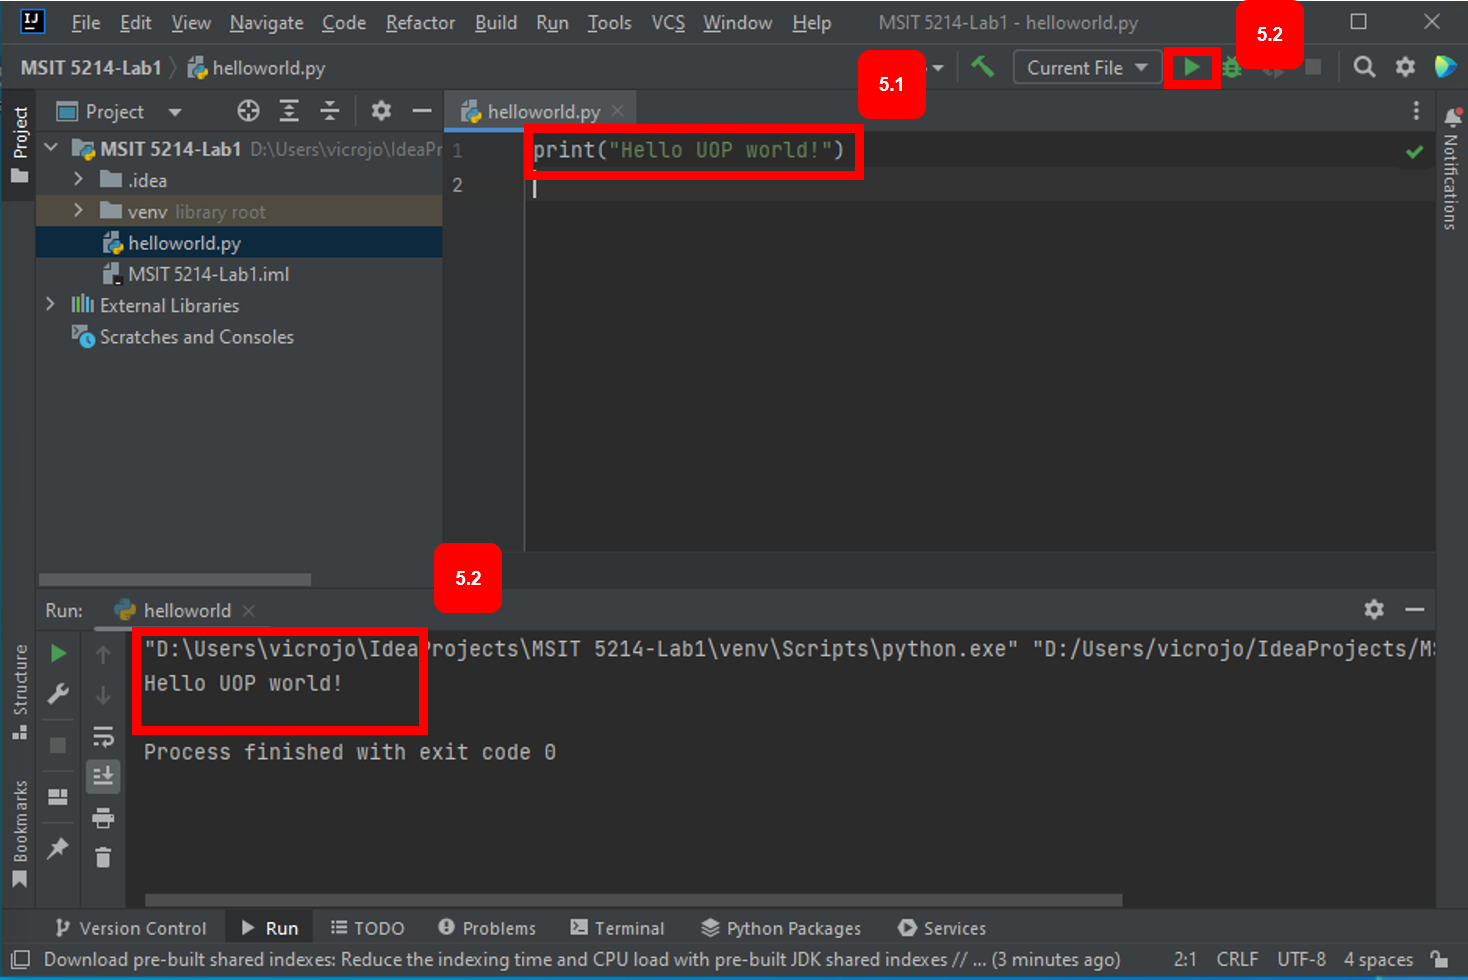 IJ File Edit View Navigate Code Refactor Build Run Tools VCS Window Help MSIT 5214-Lab1 - helloworld.py
5.2
MSIT 5214-Lab1 helloworld.py
5.1
Current File
Project
Project
helloworld.py
MSIT 5214-Lab1 D:\Users\vicrojo\IdeaPr
1 print("Hello UOP world!")
.idea
2
venv library root
helloworld.py
MSIT 5214-Lab1.iml
External Libraries
Scratches and Consoles
Notifications
5.2
Run: helloworld
"D:\Users\vicrojo\IdeaProjects\MSIT 5214-Lab1\venv\Scripts\python.exe" "D:/Users/vicrojo/IdeaProjects/MS
Hello UOP world!
Process finished with exit code 0
Structure
Bookmarks
Version Control Run TODO Problems Terminal Python Packages Services
Download pre-built shared indexes: Reduce the indexing time and CPU load with pre-built JDK shared indexes // ... (3 minutes ago) 2:1 CRLF UTF-8 4 spaces